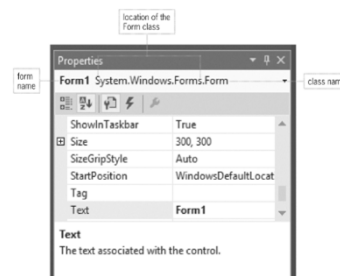 location of the
Form class
Properties
form
name
Form1 System.Windows.Forms.Form
class name
ShowInTaskbar True
Size 300, 300
SizeGripStyle Auto
StartPosition WindowsDefaultLocat
Tag
Text Form1
Text
The text associated with the control.